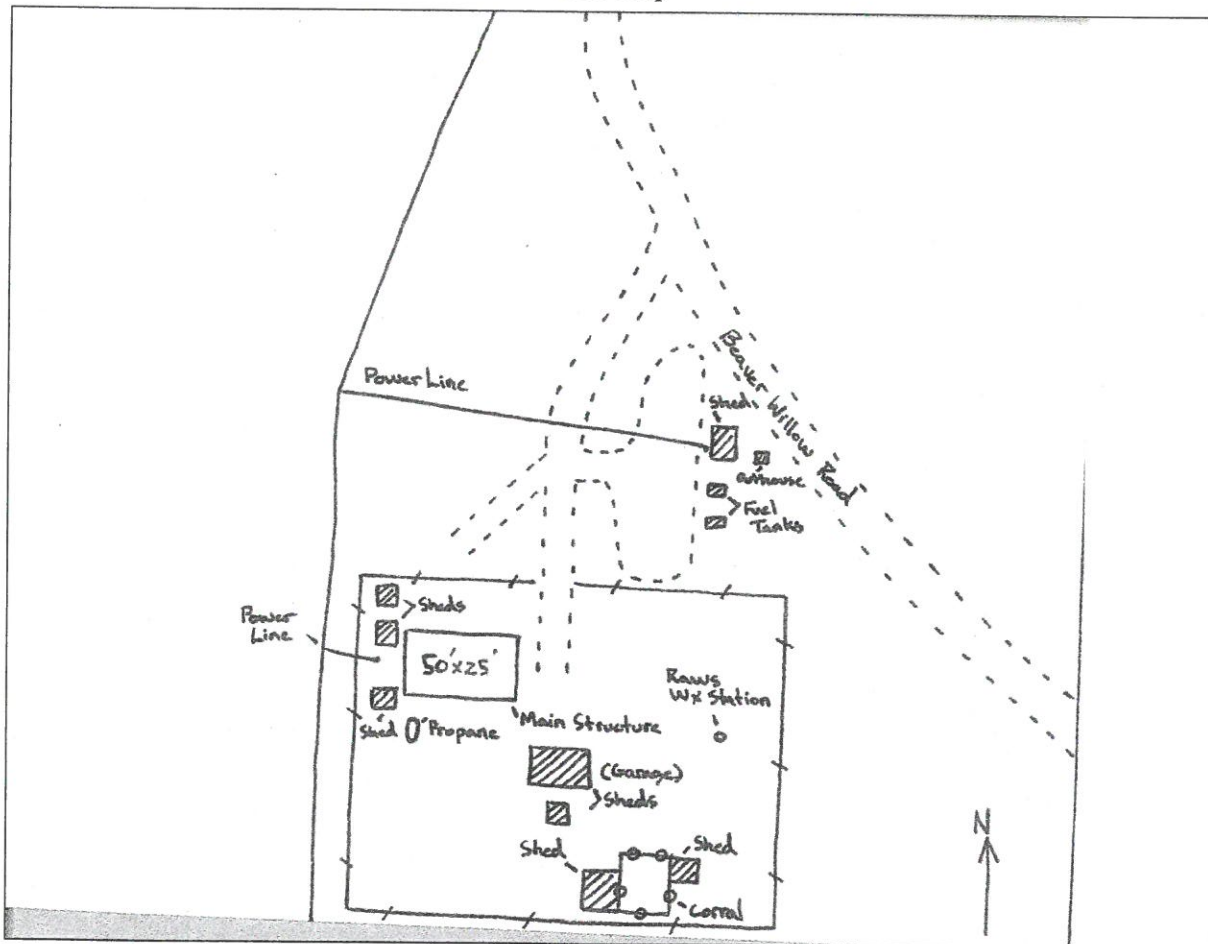 Power Line
Beaver Willow Road
Shed
outhouse
Fuel
Tanks
Sheds
Power
Line
50'x25'
Raws
Wx Station
Main Structure
Shed
Propane
(Garage)
Sheds
Shed
Shed
Corral
N